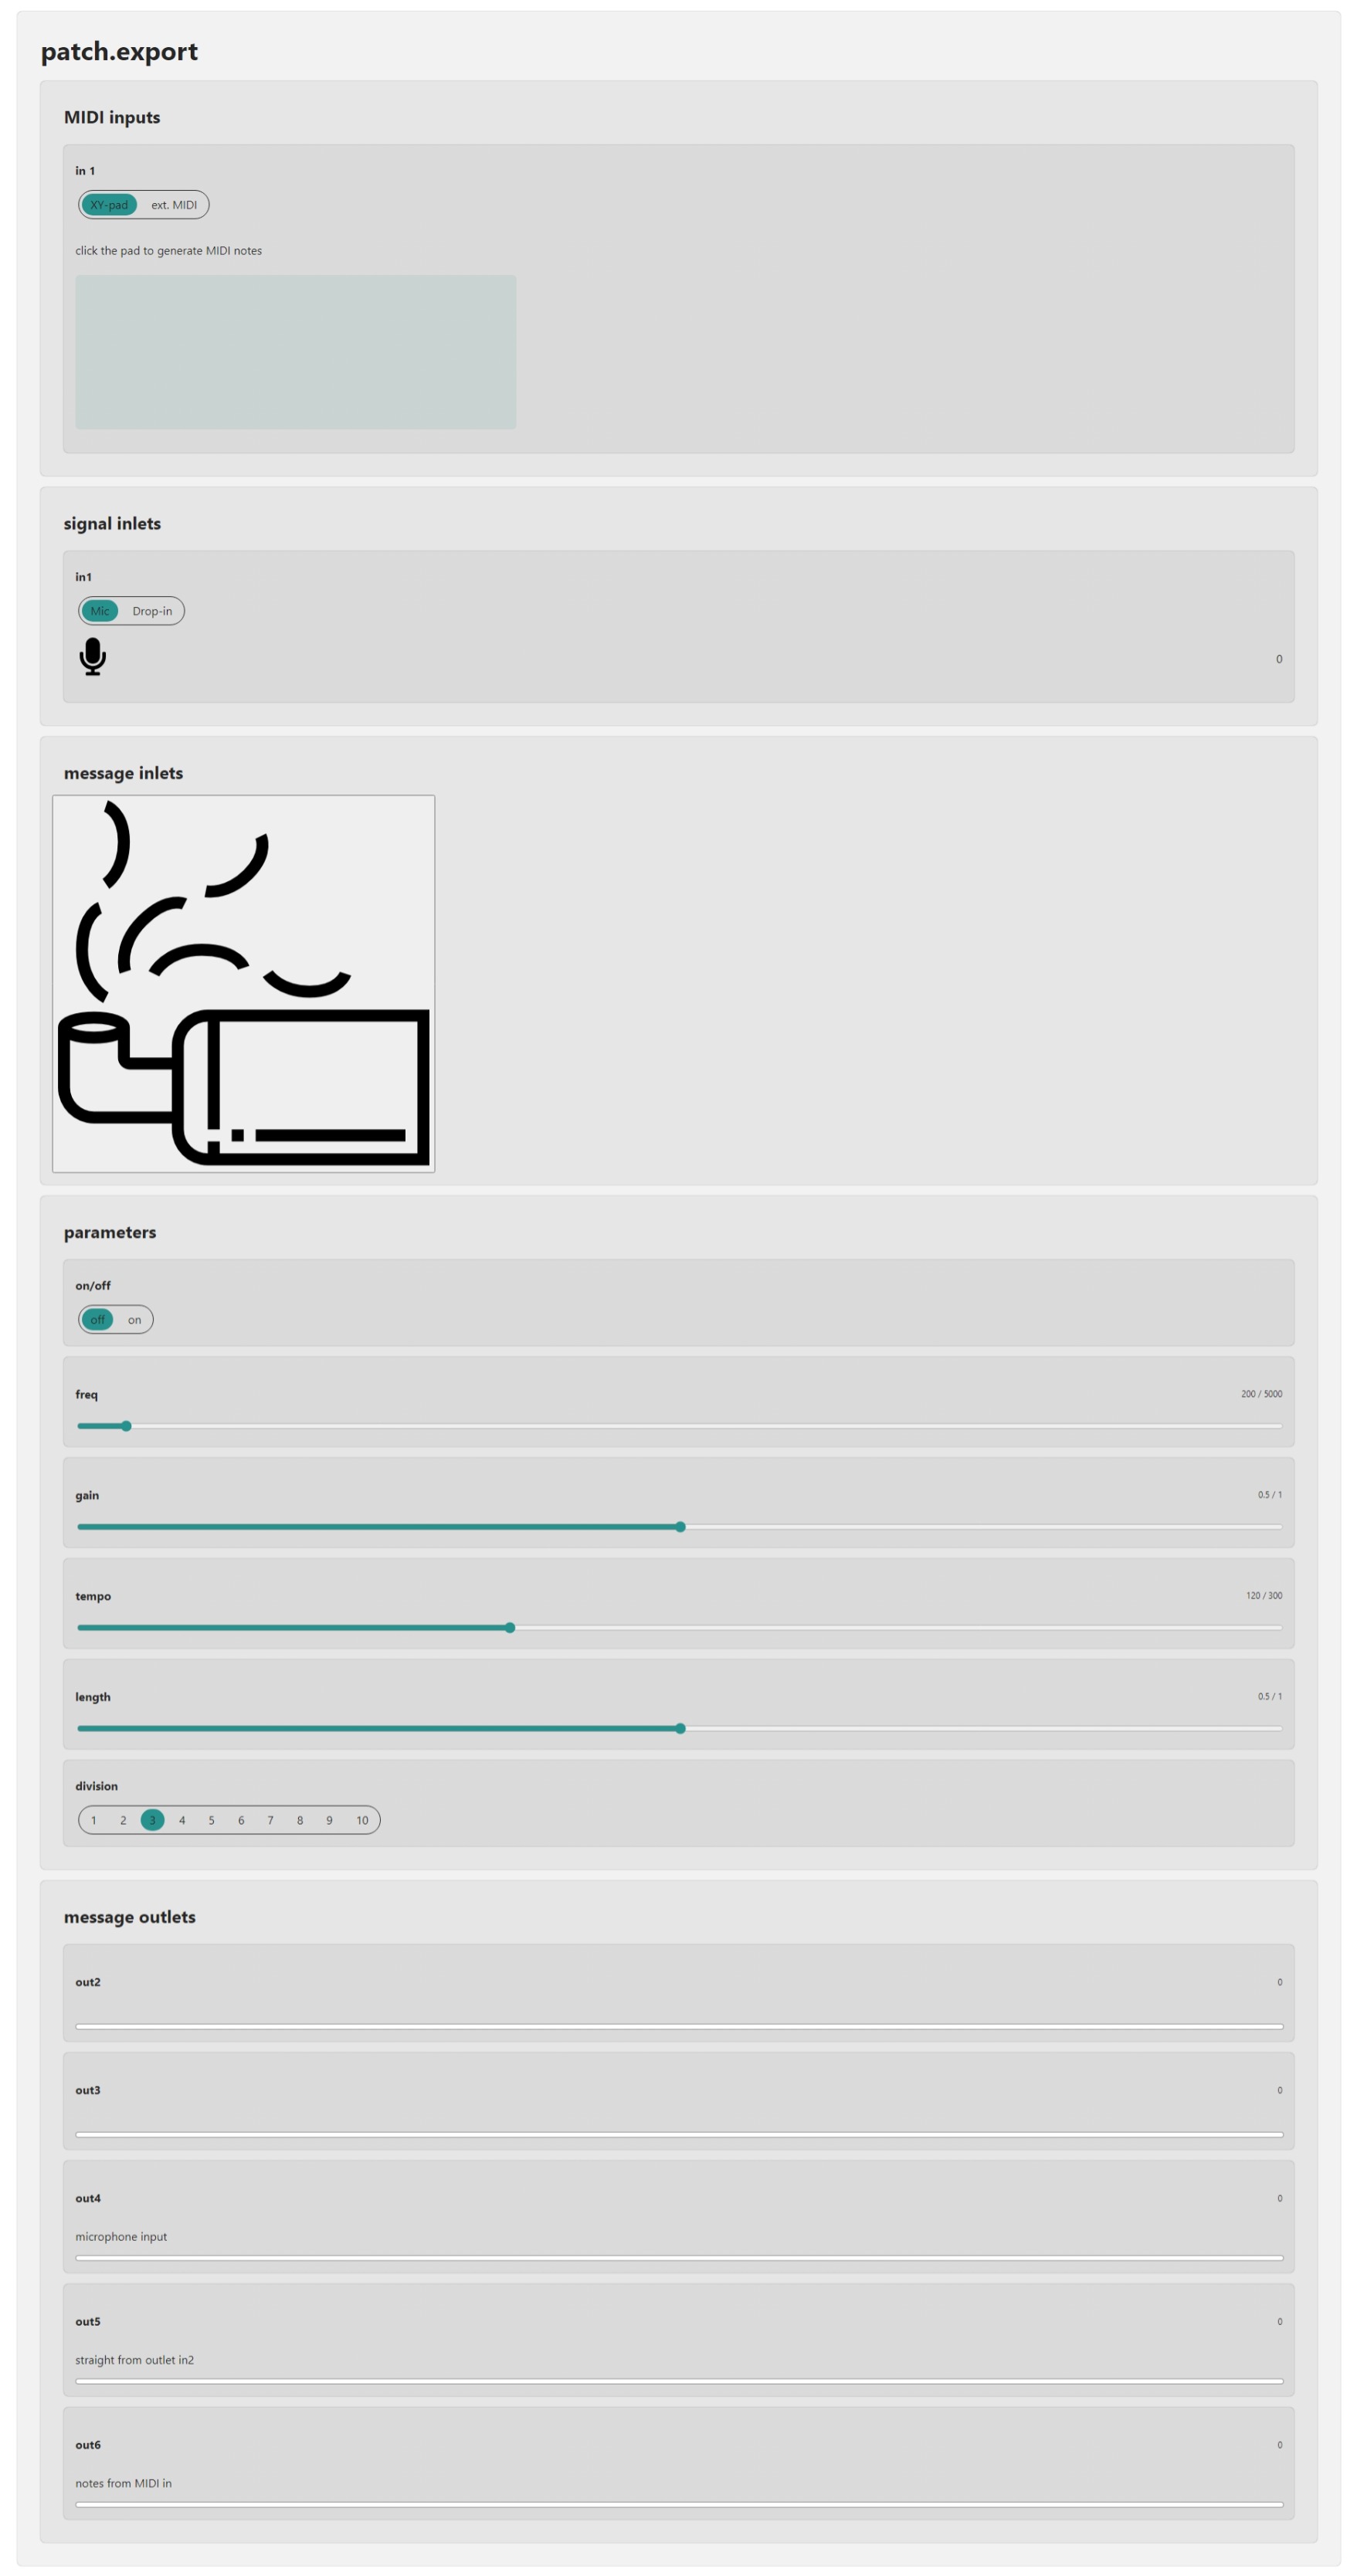 patch.export
MIDI inputs
in 1
XY-pad ext. MIDI
click the pad to generate MIDI notes
signal inlets
in1
Mic Drop-in
0
message inlets
parameters
on/off
off on
freq 200 / 5000
gain 0.5 / 1
tempo 120 / 300
length 0.5 / 1
division
1 2 3 4 5 6 7 8 9 10
message outlets
out2 0
out3 0
out4 0
microphone input
out5 0
straight from outlet in2
out6 0
notes from MIDI in